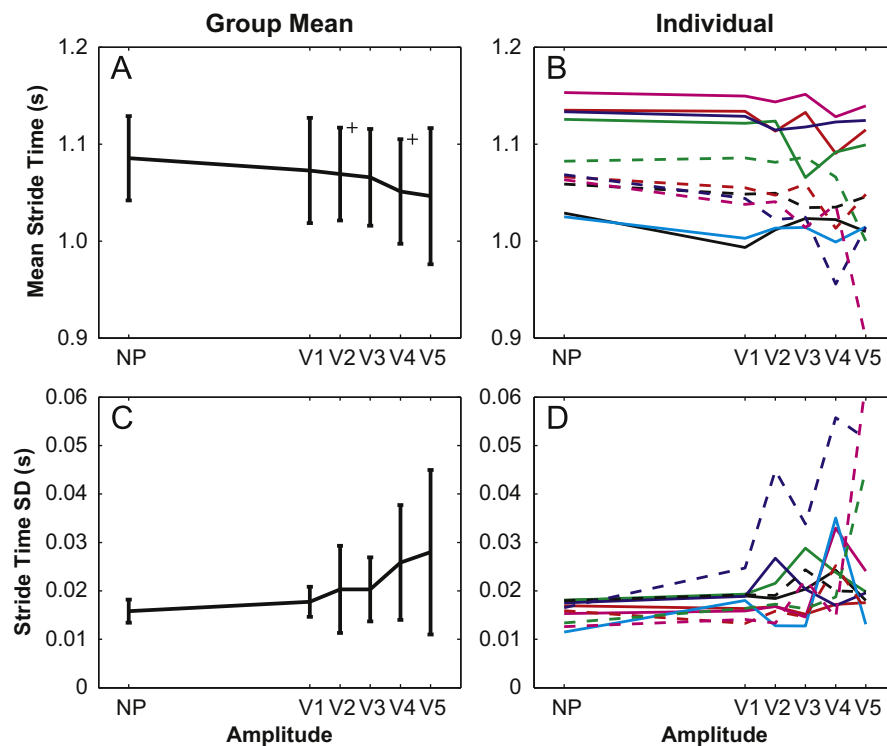 Group Mean
Individual
Mean Stride Time (s)
1.2
1.1
1.0
0.9
A
+
+
NP
V1
V2
V3
V4
V5
1.2
1.1
1.0
0.9
B
NP
V1
V2
V3
V4
V5
Stride Time SD (s)
0.06
0.05
0.04
0.03
0.02
0.01
0
C
NP
V1
V2
V3
V4
V5
Amplitude
0.06
0.05
0.04
0.03
0.02
0.01
0
D
NP
V1
V2
V3
V4
V5
Amplitude